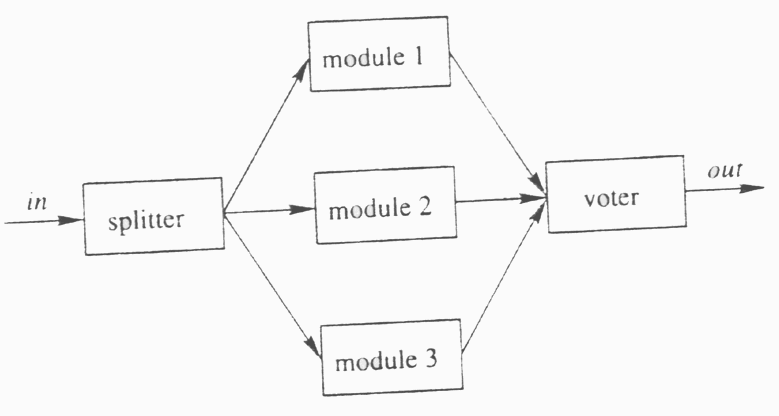 module 1
in
splitter
module 2
voter
out
module 3